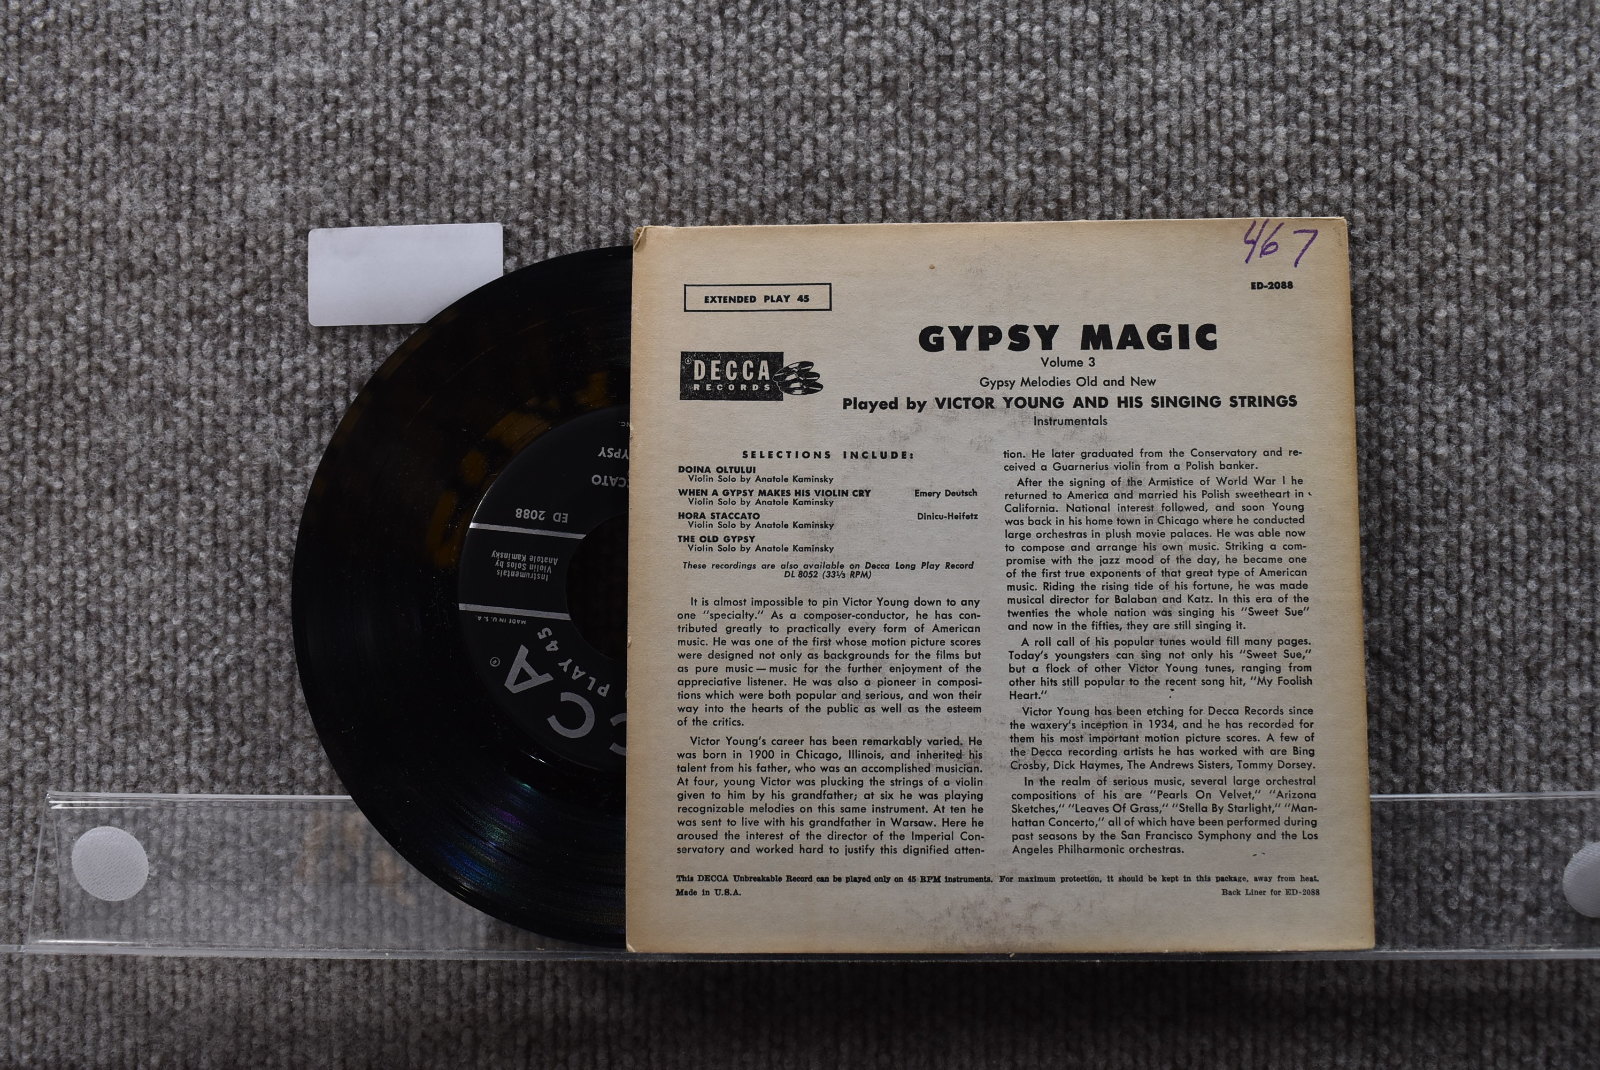 467
ED-2088
EXTENDED PLAY 45
GYPSY MAGIC
Volume 3
Gypsy Melodies Old and New
Played by VICTOR YOUNG AND HIS SINGING STRINGS
Instrumentals
® DECCA
RECORDS
SELECTIONS INCLUDE:
DOINA OLTULUI
Violin Solo by Anatole Kaminsky
WHEN A GYPSY MAKES HIS VIOLIN CRY Emery Deutsch
Violin Solo by Anatole Kaminsky
HORA STACCATO Dinicu-Heifetz
Violin Solo by Anatole Kaminsky
THE OLD GYPSY
Violin Solo by Anatole Kaminsky
These recordings are also available on Decca Long Play Record
DL 8052 (33⅓ RPM)
It is almost impossible to pin Victor Young down to any
one "specialty." As a composer-conductor, he has con-
tributed greatly to practically every form of American
music. He was one of the first whose motion picture scores
were designed not only as backgrounds for the films but
as pure music — music for the further enjoyment of the
appreciative listener. He was also a pioneer in composi-
tions which were both popular and serious, and won their
way into the hearts of the public as well as the esteem
of the critics.
Victor Young's career has been remarkably varied. He
was born in 1900 in Chicago, Illinois, and inherited his
talent from his father, who was an accomplished musician.
At four, young Victor was plucking the strings of a violin
given to him by his grandfather; at six he was playing
recognizable melodies on this same instrument. At ten he
was sent to live with his grandfather in Warsaw. Here he
aroused the interest of the director of the Imperial Con-
servatory and worked hard to justify this dignified atten-
tion. He later graduated from the Conservatory and re-
ceived a Guarnerius violin from a Polish banker.
After the signing of the Armistice of World War I he
returned to America and married his Polish sweetheart in
California. National interest followed, and soon Young
was back in his home town in Chicago where he conducted
large orchestras in plush movie palaces. He was able now
to compose and arrange his own music. Striking a com-
promise with the jazz mood of the day, he became one
of the first true exponents of that great type of American
music. Riding the rising tide of his fortune, he was made
musical director for Balaban and Katz. In this era of the
twenties the whole nation was singing his "Sweet Sue"
and now in the fifties, they are still singing it.
A roll call of his popular tunes would fill many pages.
Today's youngsters can sing not only his "Sweet Sue,"
but a flock of other Victor Young tunes, ranging from
other hits still popular to the recent song hit, "My Foolish
Heart."
Victor Young has been etching for Decca Records since
the waxery's inception in 1934, and he has recorded for
them his most important motion picture scores. A few of
the Decca recording artists he has worked with are Bing
Crosby, Dick Haymes, The Andrews Sisters, Tommy Dorsey.
In the realm of serious music, several large orchestral
compositions of his are "Pearls On Velvet," "Arizona
Sketches," "Leaves Of Grass," "Stella By Starlight," "Man-
hattan Concerto," all of which have been performed during
past seasons by the San Francisco Symphony and the Los
Angeles Philharmonic orchestras.
This DECCA Unbreakable Record can be played only on 45 RPM instruments. For maximum protection, it should be kept in this package, away from heat.
Made in U.S.A. Back Liner for ED-2088
CCA ®
PLAY 45
MADE IN U.S.A.
Instrumentals
Violin Solos by
Anatole Kaminsky
ED 2088
CCATO
GYPSY
Inc.